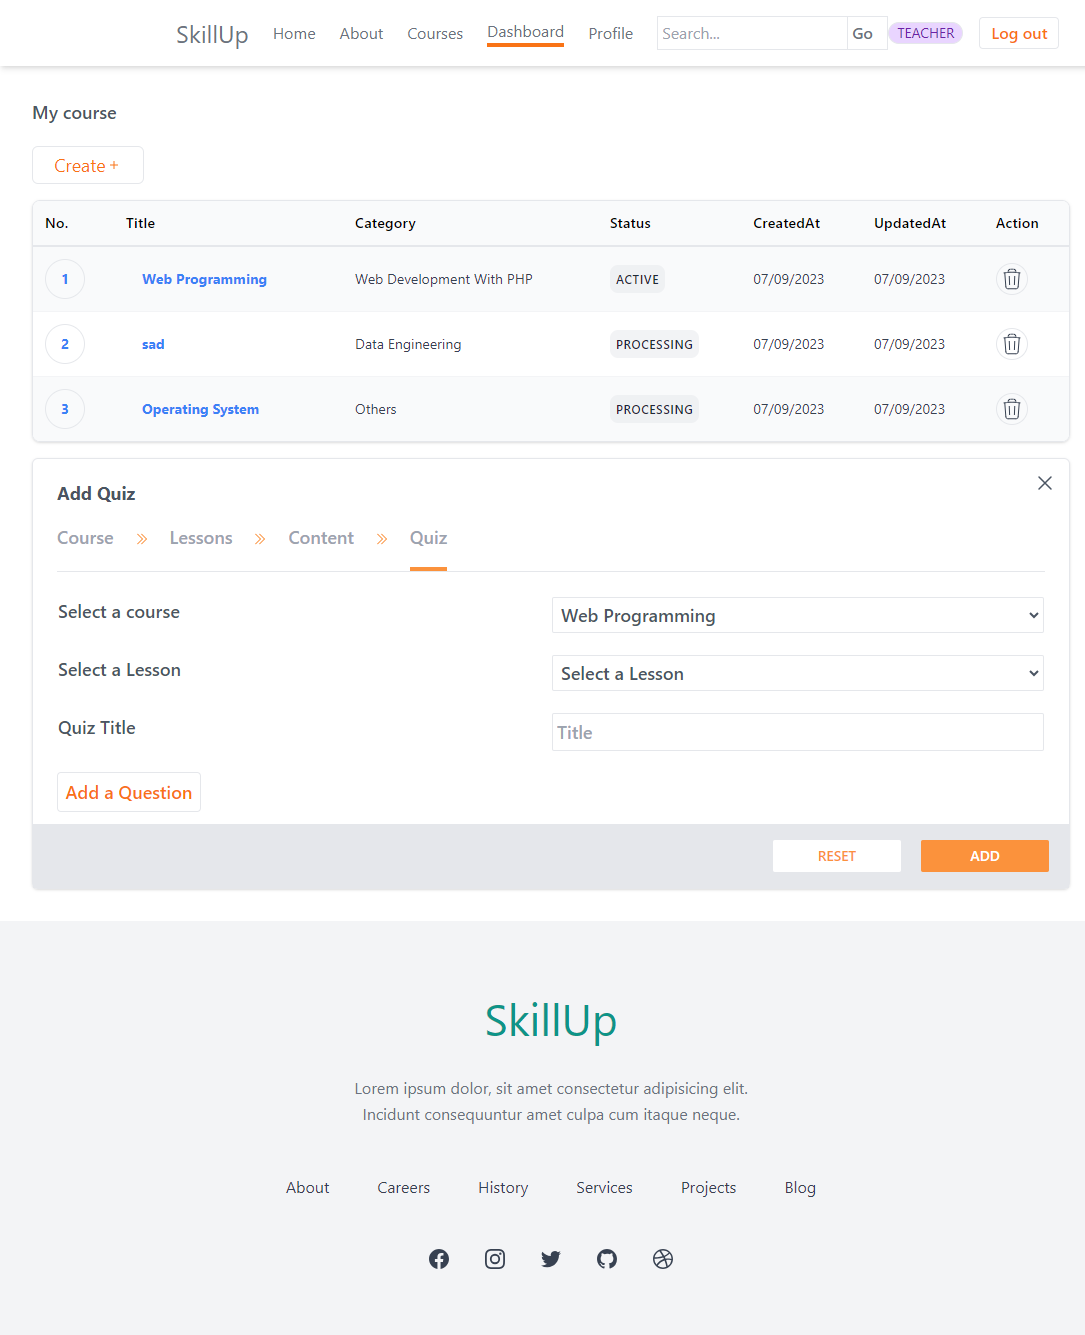 SkillUp Home About Courses Dashboard Profile Search... Go TEACHER Log out
My course
Create +
No. Title Category Status CreatedAt UpdatedAt Action
1 Web Programming Web Development With PHP ACTIVE 07/09/2023 07/09/2023
2 sad Data Engineering PROCESSING 07/09/2023 07/09/2023
3 Operating System Others PROCESSING 07/09/2023 07/09/2023
Add Quiz
Course Lessons Content Quiz
Select a course Web Programming
Select a Lesson Select a Lesson
Quiz Title Title
Add a Question
RESET ADD
SkillUp
Lorem ipsum dolor, sit amet consectetur adipisicing elit.
Incidunt consequuntur amet culpa cum itaque neque.
About Careers History Services Projects Blog